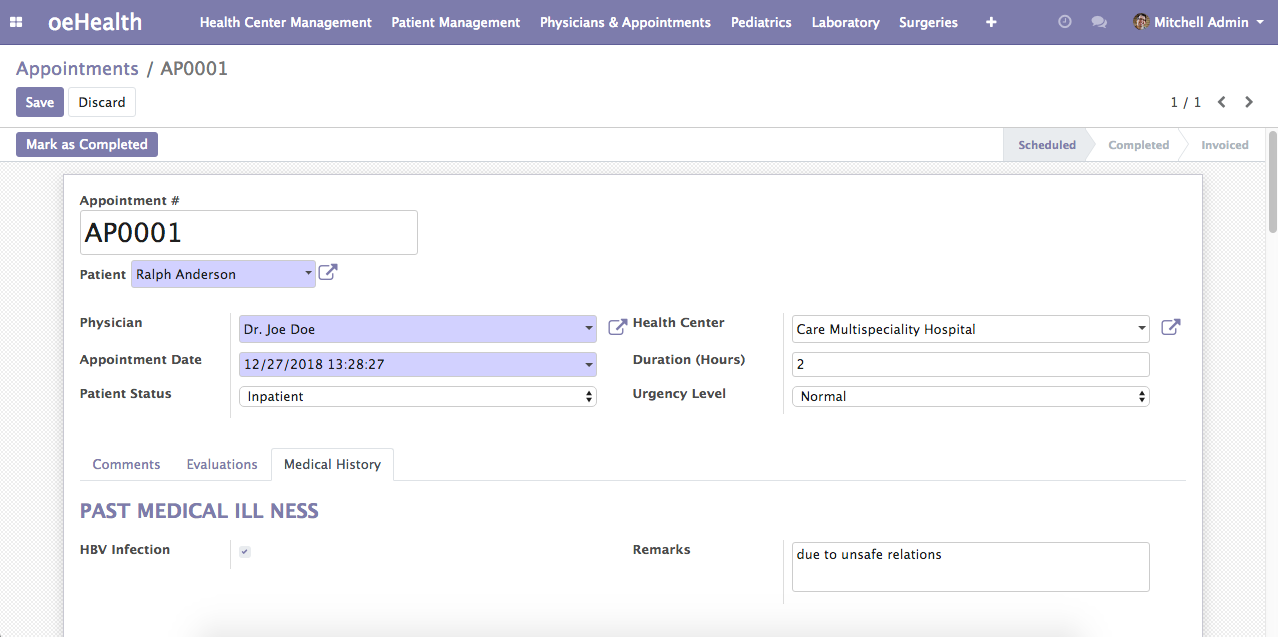 oeHealth Health Center Management Patient Management Physicians & Appointments Pediatrics Laboratory Surgeries + Mitchell Admin
Appointments / AP0001
Save Discard 1 / 1
Mark as Completed Scheduled Completed Invoiced
Appointment #
AP0001
Patient Ralph Anderson
Physician Dr. Joe Doe Health Center Care Multispeciality Hospital
Appointment Date 12/27/2018 13:28:27 Duration (Hours) 2
Patient Status Inpatient Urgency Level Normal
Comments Evaluations Medical History
PAST MEDICAL ILL NESS
HBV Infection Remarks due to unsafe relations